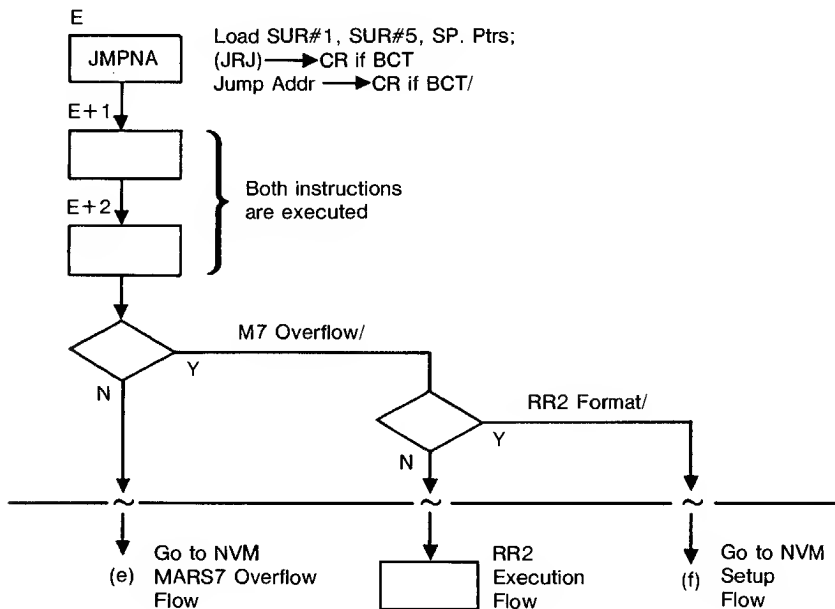 E
JMPNA
Load SUR#1, SUR#5, SP. Ptrs;
(JRJ) → CR if BCT
Jump Addr → CR if BCT/
E+1
E+2
Both instructions
are executed
M7 Overflow/
Y
N
RR2 Format/
Y
N
~ ~ ~
(e)
Go to NVM
MARS7 Overflow
Flow
RR2
Execution
Flow
(f)
Go to NVM
Setup
Flow